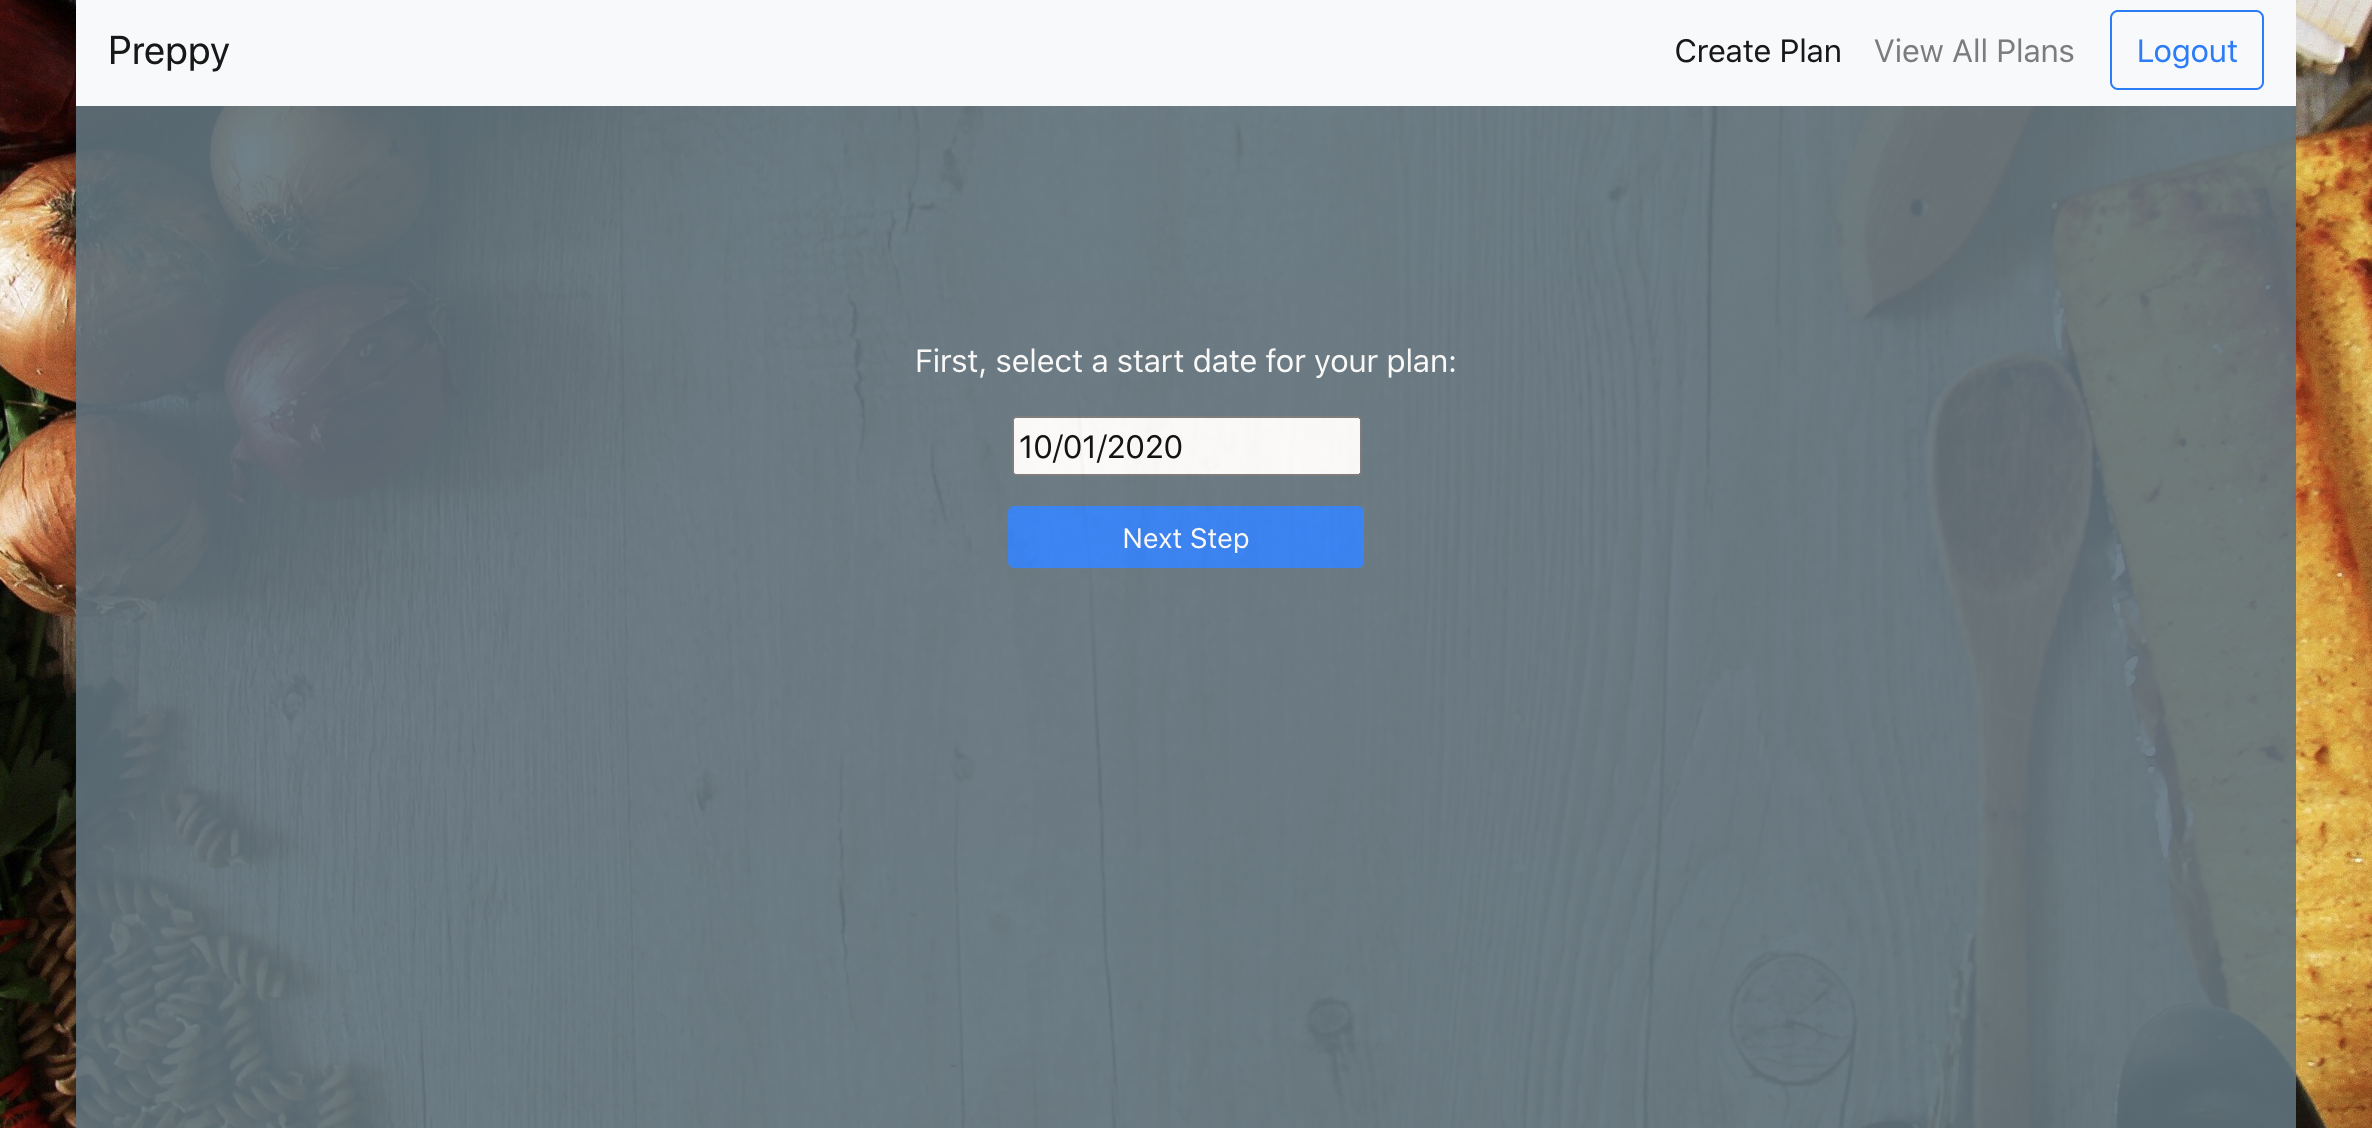 Preppy
Create Plan
View All Plans
Logout
First, select a start date for your plan:
10/01/2020
Next Step